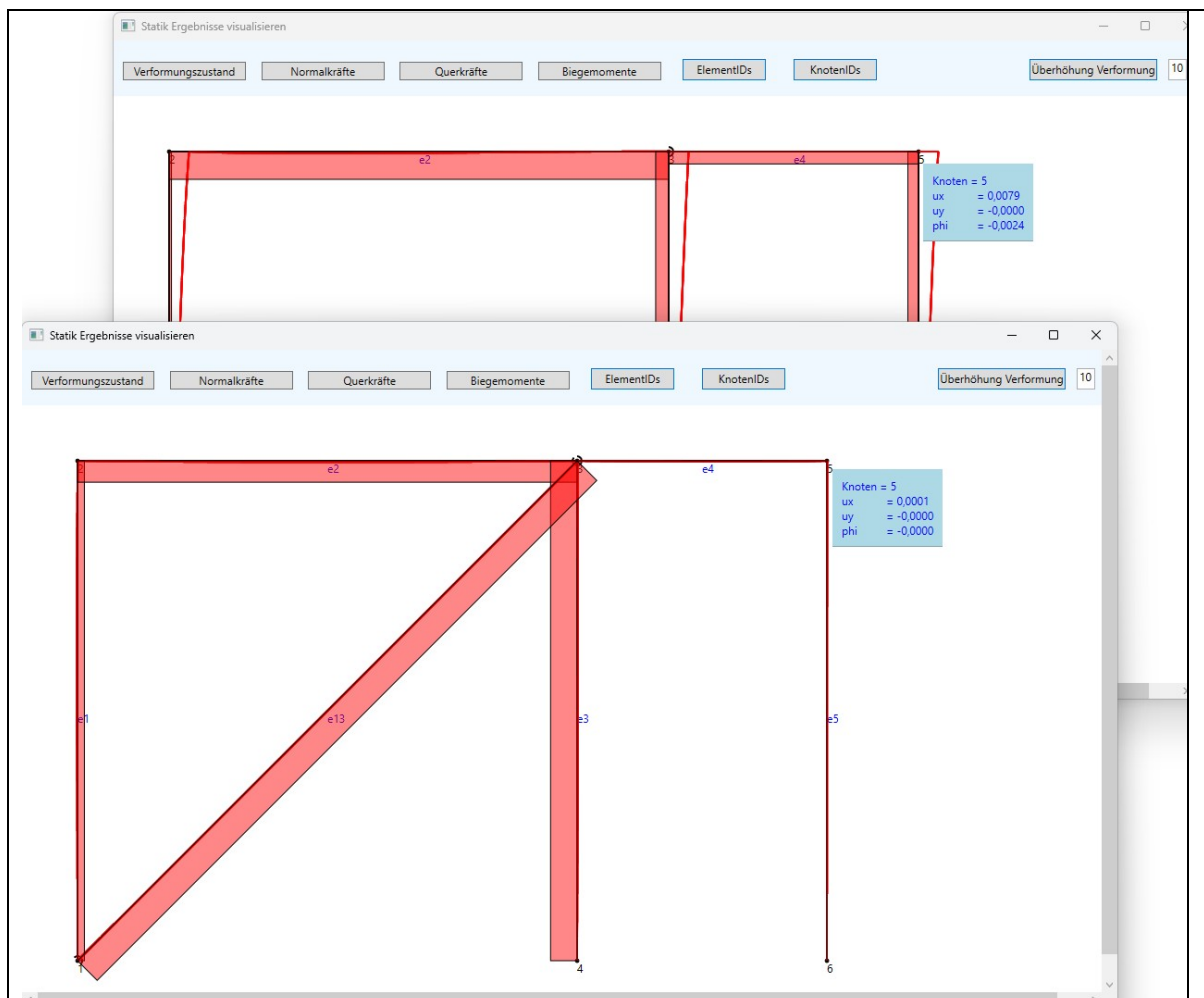 Statik Ergebnisse visualisieren
Verformungszustand Normalkräfte Querkräfte Biegemomente ElementIDs KnotenIDs Überhöhung Verformung 10
2 e2 3 e4 5
Knoten = 5
ux = 0,0079
uy = -0,0000
phi = -0,0024
Statik Ergebnisse visualisieren
Verformungszustand Normalkräfte Querkräfte Biegemomente ElementIDs KnotenIDs Überhöhung Verformung 10
2 e2 3 e4 5
Knoten = 5
ux = 0,0001
uy = -0,0000
phi = -0,0000
e1 e13 e3 e5
1 4 6